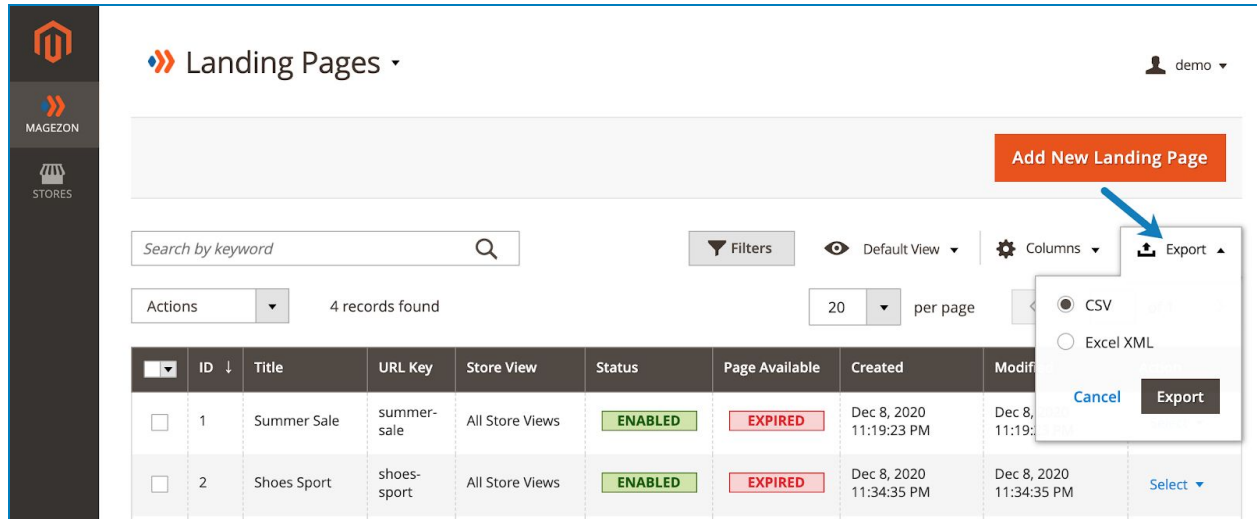 Landing Pages
demo
MAGEZON
STORES
Add New Landing Page
Search by keyword
Filters
Default View
Columns
Export
Actions
4 records found
20
per page
CSV
Excel XML
Cancel
Export
ID ↓ Title URL Key Store View Status Page Available Created
1 Summer Sale summer-
sale All Store Views ENABLED EXPIRED Dec 8, 2020
11:19:23 PM Dec 8,
2 Shoes Sport shoes-
sport All Store Views ENABLED EXPIRED Dec 8, 2020
11:34:35 PM Dec 8, 2020
11:34:35 PM Select